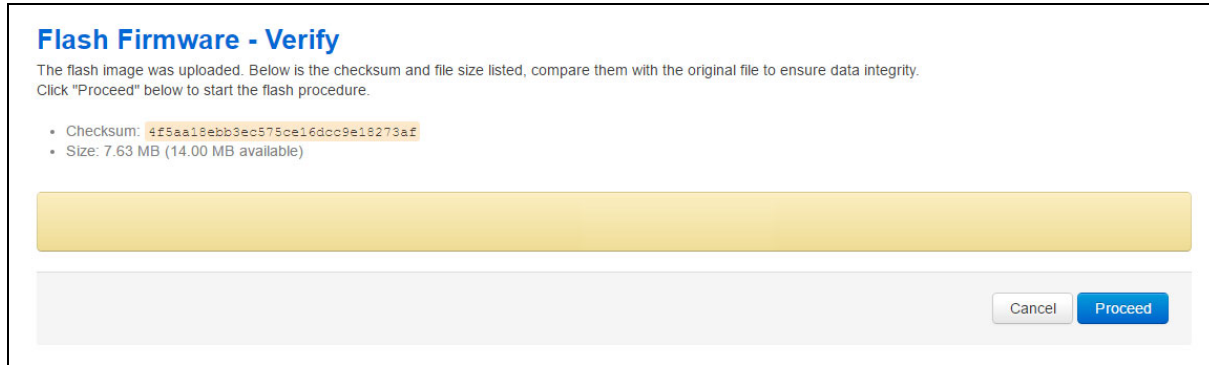 Flash Firmware - Verify
The flash image was uploaded. Below is the checksum and file size listed, compare them with the original file to ensure data integrity.
Click "Proceed" below to start the flash procedure.
• Checksum: 4f5aa18ebb3ec575ce16dcc9e18273af
• Size: 7.63 MB (14.00 MB available)
Cancel Proceed